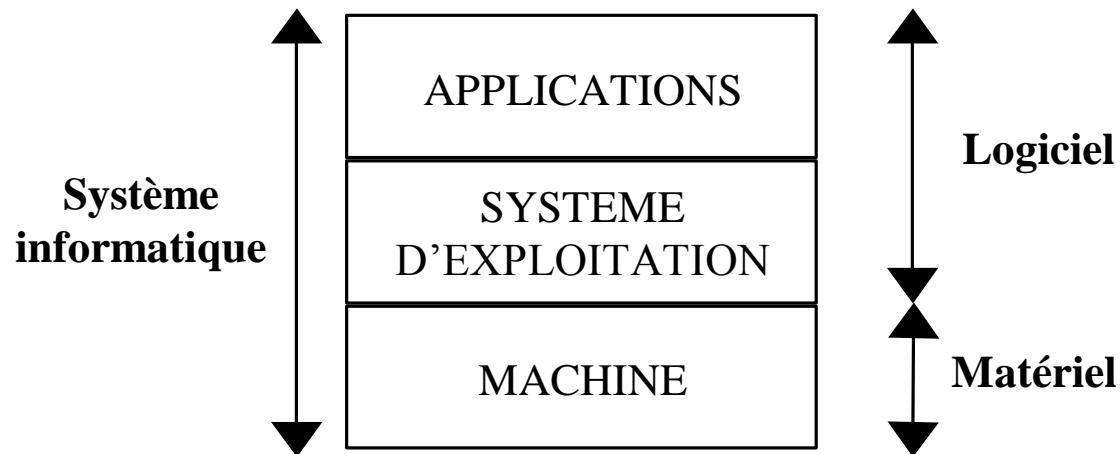 APPLICATIONS
Logiciel
Système
informatique
SYSTEME
D’EXPLOITATION
MACHINE
Matériel